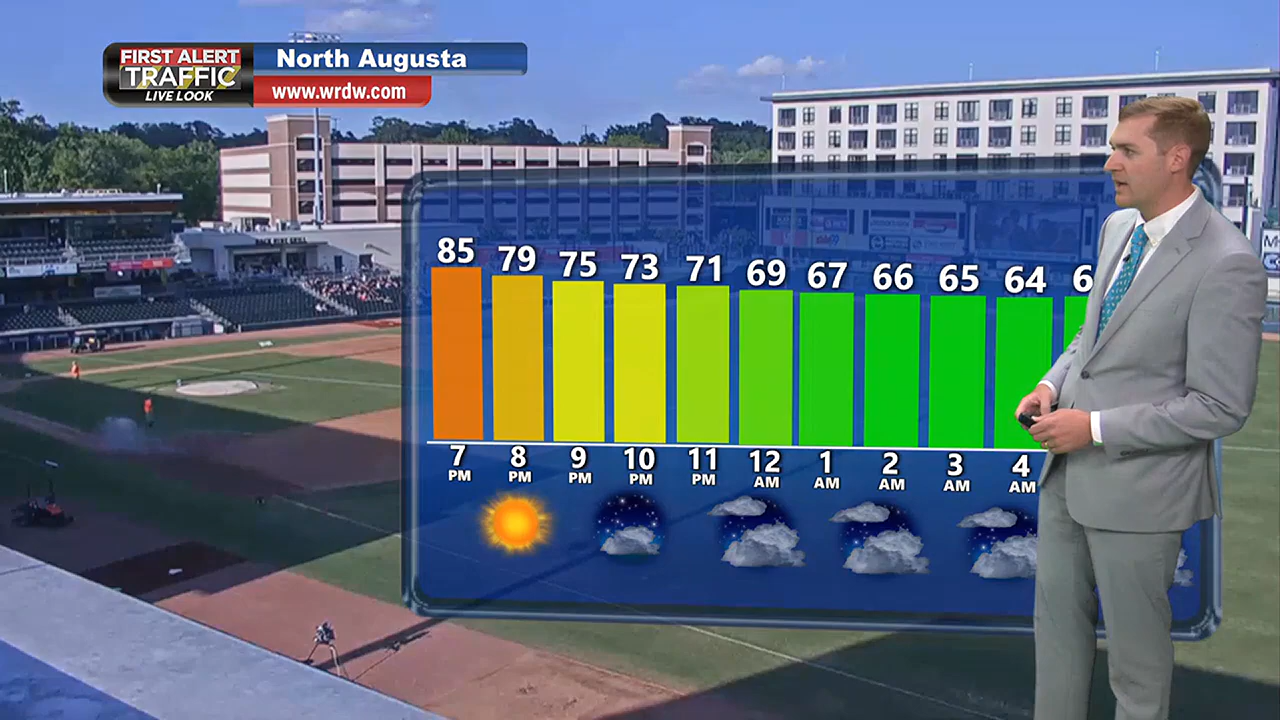 FIRST ALERT
TRAFFIC
LIVE LOOK
North Augusta
www.wrdw.com
85 79 75 73 71 69 67 66 65 64
7 8 9 10 11 12 1 2 3 4
PM PM PM PM PM AM AM AM AM AM